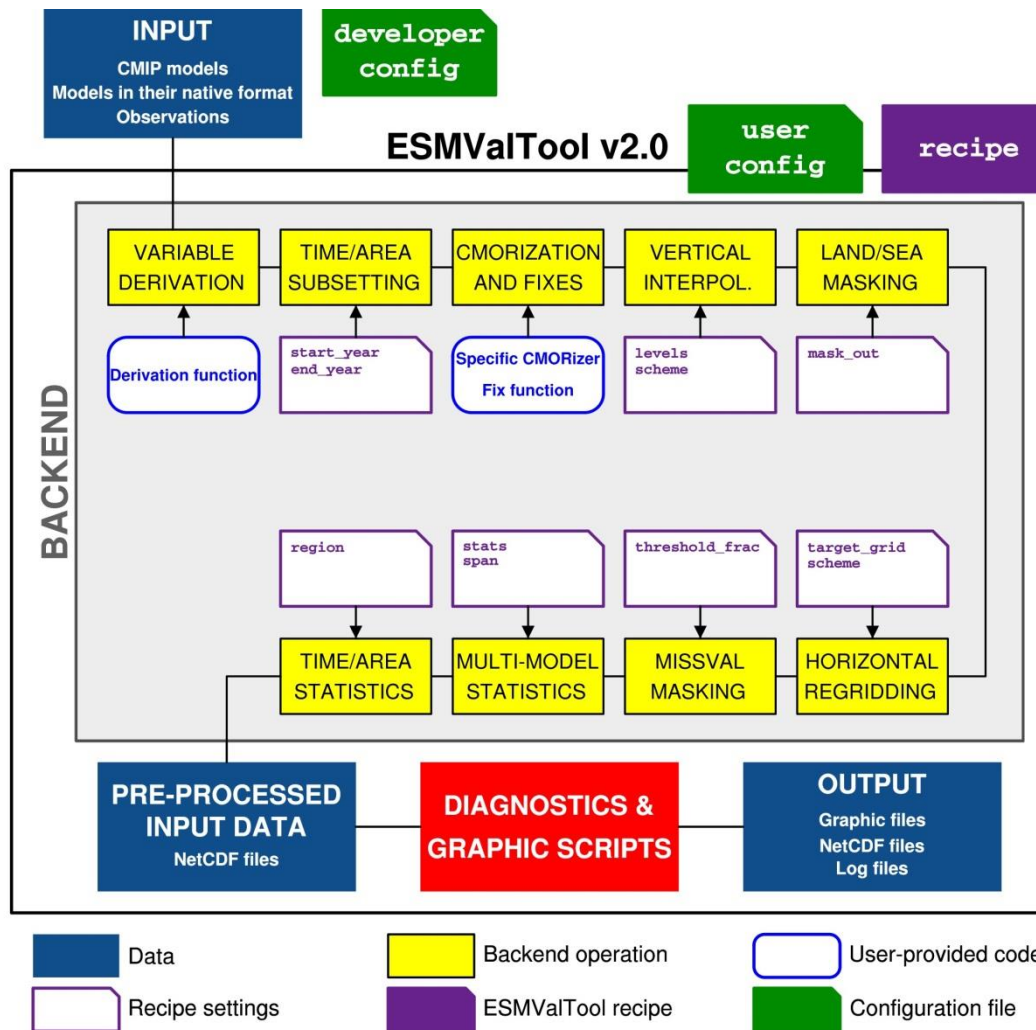 INPUT
CMIP models
Models in their native format
Observations
developer
config
ESMValTool v2.0
user
config
recipe
BACKEND
VARIABLE
DERIVATION
TIME/AREA
SUBSETTING
CMORIZATION
AND FIXES
VERTICAL
INTERPOL.
LAND/SEA
MASKING
Derivation function
start_year
end_year
Specific CMORizer
Fix function
levels
scheme
mask_out
region
stats
span
threshold_frac
target_grid
scheme
TIME/AREA
STATISTICS
MULTI-MODEL
STATISTICS
MISSVAL
MASKING
HORIZONTAL
REGRIDDING
PRE-PROCESSED
INPUT DATA
NetCDF files
DIAGNOSTICS &
GRAPHIC SCRIPTS
OUTPUT
Graphic files
NetCDF files
Log files
Data
Backend operation
User-provided code
Recipe settings
ESMValTool recipe
Configuration file